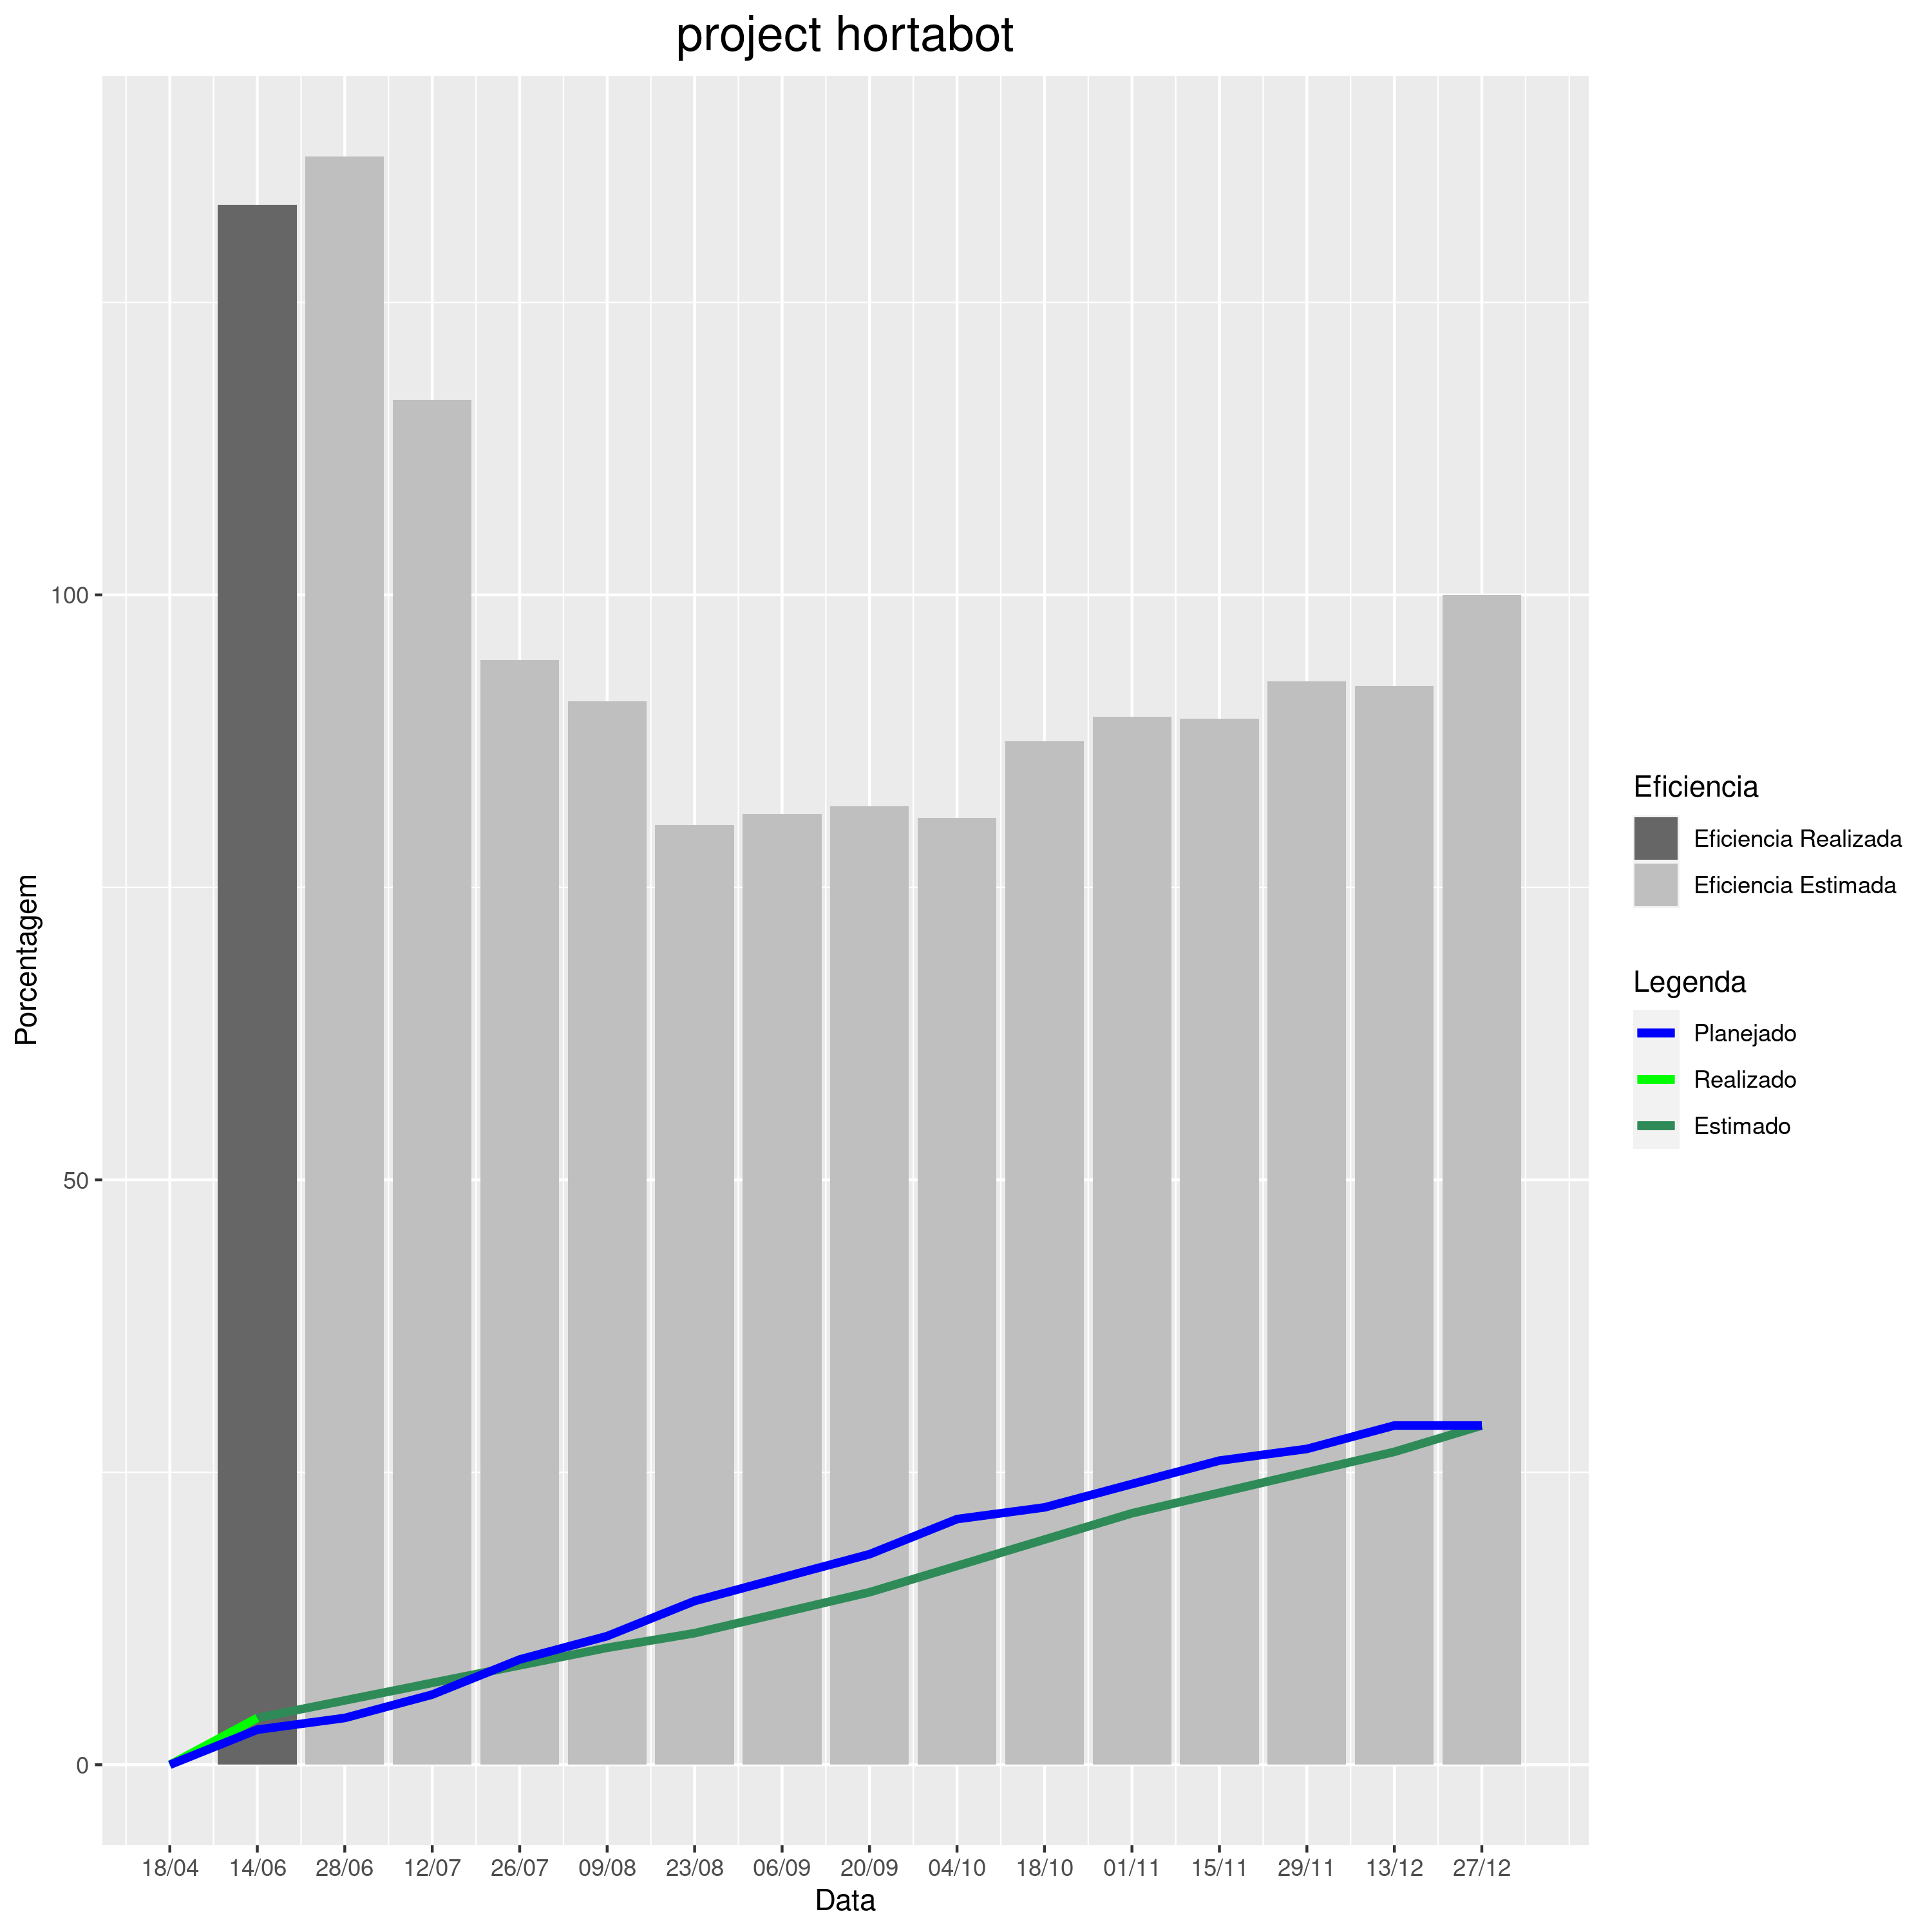 project hortabot
Porcentagem
100
50
0
18/04 14/06 28/06 12/07 26/07 09/08 23/08 06/09 20/09 04/10 18/10 01/11 15/11 29/11 13/12 27/12
Data
Eficiencia
Eficiencia Realizada
Eficiencia Estimada
Legenda
Planejado
Realizado
Estimado